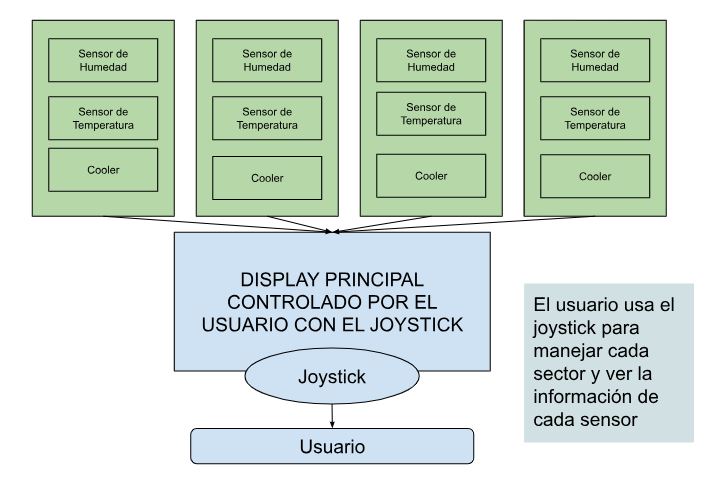 Sensor de
Humedad
Sensor de
Temperatura
Cooler
Sensor de
Humedad
Sensor de
Temperatura
Cooler
Sensor de
Humedad
Sensor de
Temperatura
Cooler
Sensor de
Humedad
Sensor de
Temperatura
Cooler
DISPLAY PRINCIPAL
CONTROLADO POR EL
USUARIO CON EL JOYSTICK
Joystick
Usuario
El usuario usa el
joystick para
manejar cada
sector y ver la
información de
cada sensor